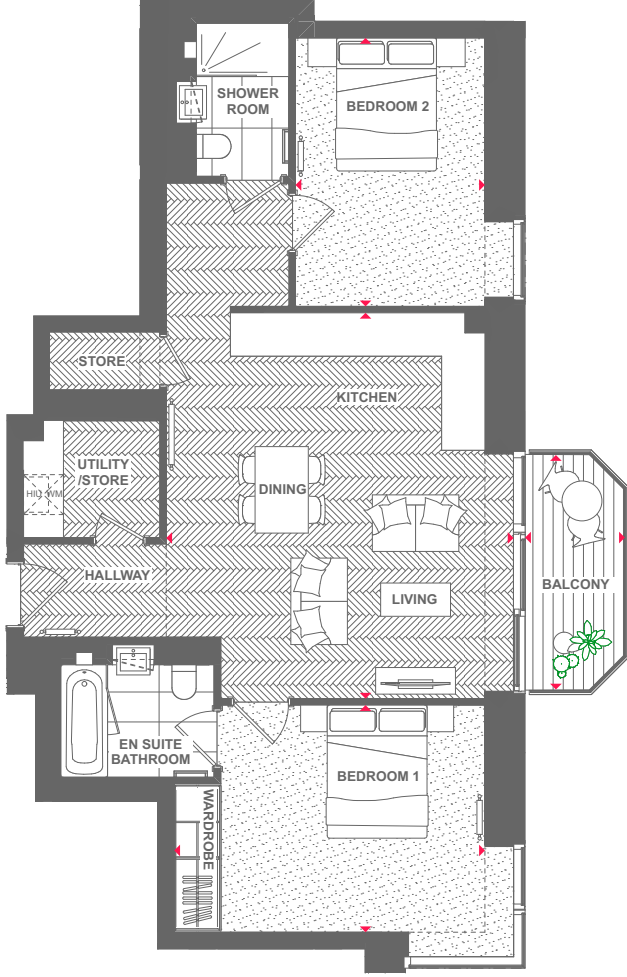 SHOWER
ROOM
BEDROOM 2
STORE
KITCHEN
UTILITY
/STORE
HIU
WM
DINING
HALLWAY
LIVING
BALCONY
EN SUITE
BATHROOM
BEDROOM 1
WARDROBE